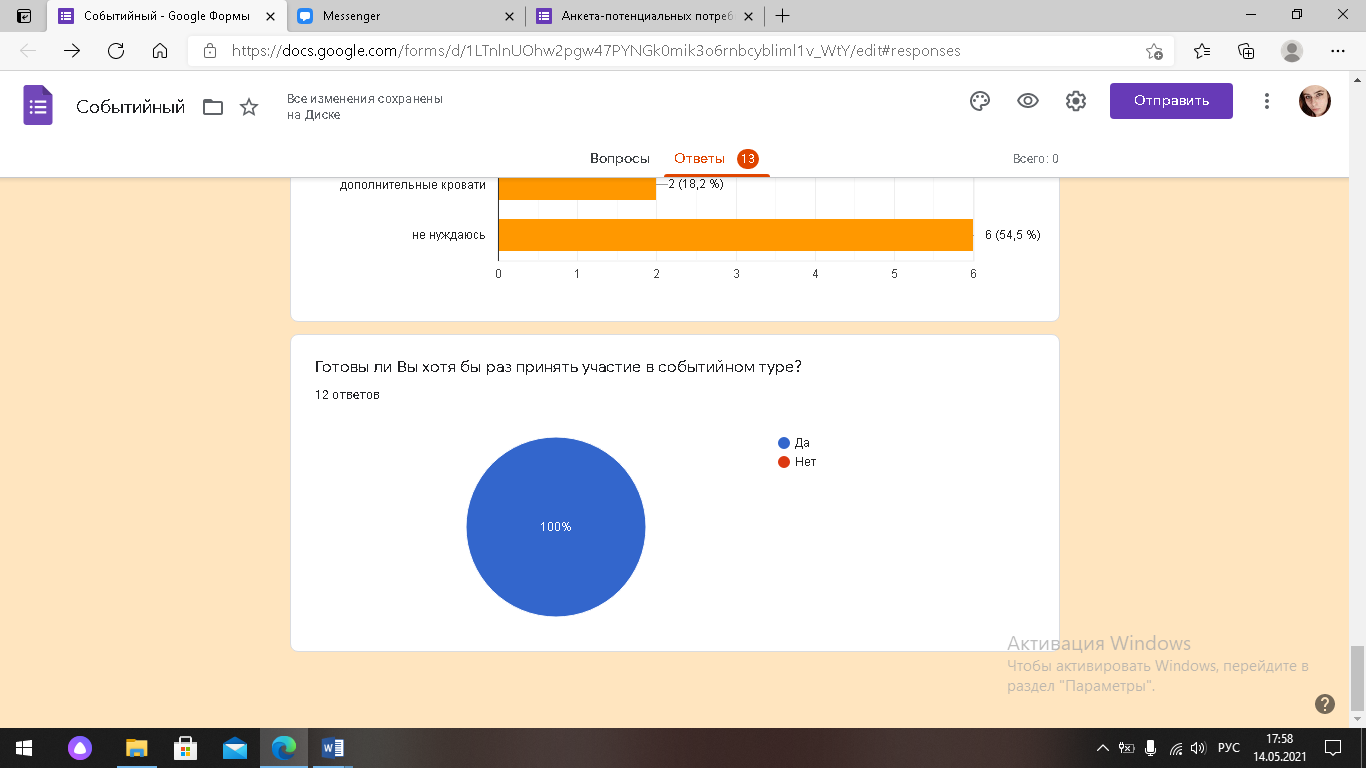 Событийный - Google Формы
Messenger
Анкета-потенциальных потреб
https://docs.google.com/forms/d/1LTnlnUOhw2pgw47PYNGk0mik3o6rnbcybliml1v_WtY/edit#responses
Событийный
Все изменения сохранены
на Диске
Отправить
Вопросы
Ответы 13
Всего: 0
дополнительные кровати
2 (18,2 %)
не нуждаюсь
6 (54,5 %)
0 1 2 3 4 5 6
Готовы ли Вы хотя бы раз принять участие в событийном туре?
12 ответов
Да
Нет
100%
Активация Windows
Чтобы активировать Windows, перейдите в
раздел "Параметры".
17:58
РУС
14.05.2021